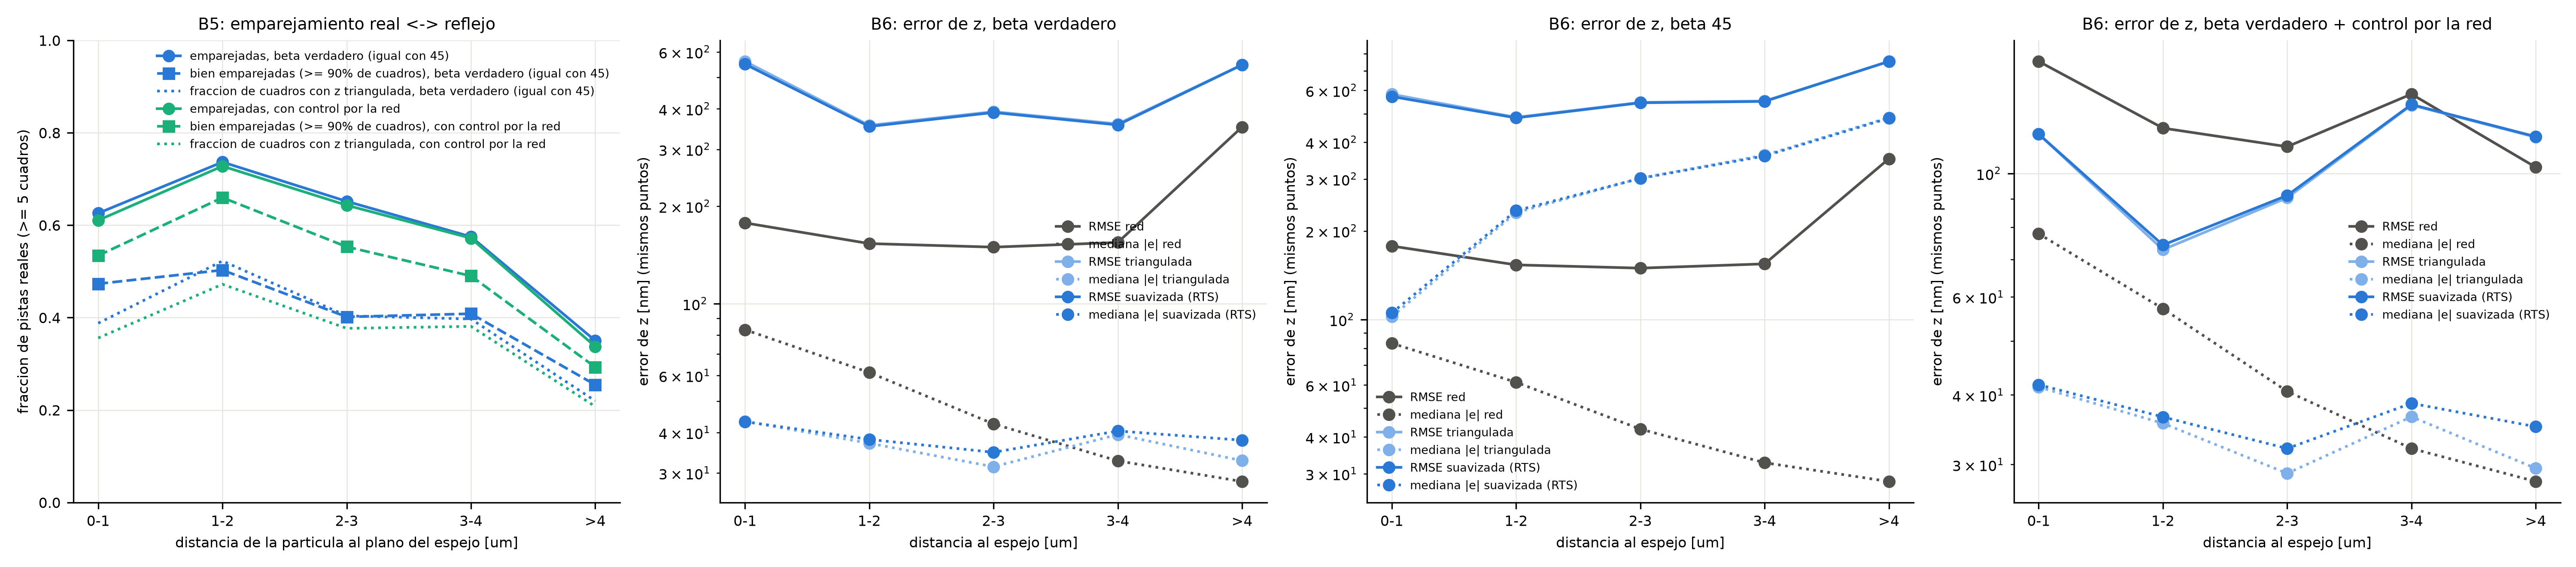 B5: emparejamiento real <-> reflejo
emparejadas, beta verdadero (igual con 45)
bien emparejadas (>= 90% de cuadros), beta verdadero (igual con 45)
fraccion de cuadros con z triangulada, beta verdadero (igual con 45)
emparejadas, con control por la red
bien emparejadas (>= 90% de cuadros), con control por la red
fraccion de cuadros con z triangulada, con control por la red
fraccion de pistas reales (>= 5 cuadros)
1.0
0.8
0.6
0.4
0.2
0.0
0-1
1-2
2-3
3-4
>4
distancia de la particula al plano del espejo [um]
B6: error de z, beta verdadero
error de z [nm] (mismos puntos)
6 × 10²
4 × 10²
3 × 10²
2 × 10²
10²
6 × 10¹
4 × 10¹
3 × 10¹
RMSE red
mediana |e| red
RMSE triangulada
mediana |e| triangulada
RMSE suavizada (RTS)
mediana |e| suavizada (RTS)
0-1
1-2
2-3
3-4
>4
distancia al espejo [um]
B6: error de z, beta 45
error de z [nm] (mismos puntos)
6 × 10²
4 × 10²
3 × 10²
2 × 10²
10²
6 × 10¹
4 × 10¹
3 × 10¹
RMSE red
mediana |e| red
RMSE triangulada
mediana |e| triangulada
RMSE suavizada (RTS)
mediana |e| suavizada (RTS)
0-1
1-2
2-3
3-4
>4
distancia al espejo [um]
B6: error de z, beta verdadero + control por la red
error de z [nm] (mismos puntos)
10²
6 × 10¹
4 × 10¹
3 × 10¹
RMSE red
mediana |e| red
RMSE triangulada
mediana |e| triangulada
RMSE suavizada (RTS)
mediana |e| suavizada (RTS)
0-1
1-2
2-3
3-4
>4
distancia al espejo [um]